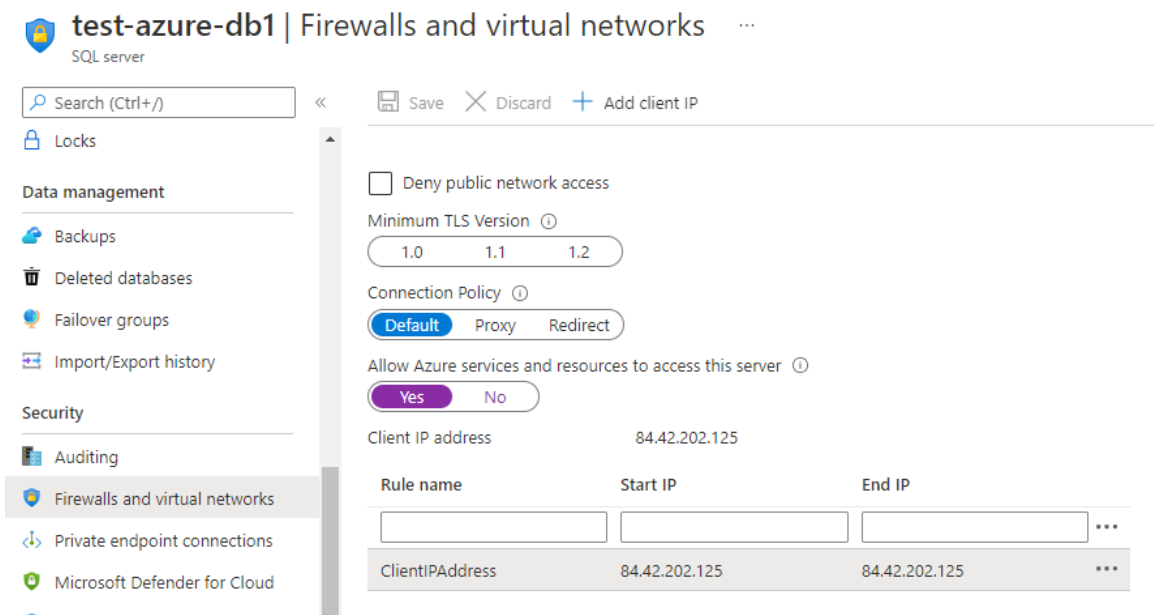 test-azure-db1 | Firewalls and virtual networks ...
SQL server
Search (Ctrl+/)
«
Save
Discard
Add client IP
Locks
Data management
Backups
Deleted databases
Failover groups
Import/Export history
Security
Auditing
Firewalls and virtual networks
Private endpoint connections
Microsoft Defender for Cloud
Deny public network access
Minimum TLS Version
1.0 1.1 1.2
Connection Policy
Default Proxy Redirect
Allow Azure services and resources to access this server
Yes No
Client IP address 84.42.202.125
Rule name Start IP End IP
ClientIPAddress 84.42.202.125 84.42.202.125